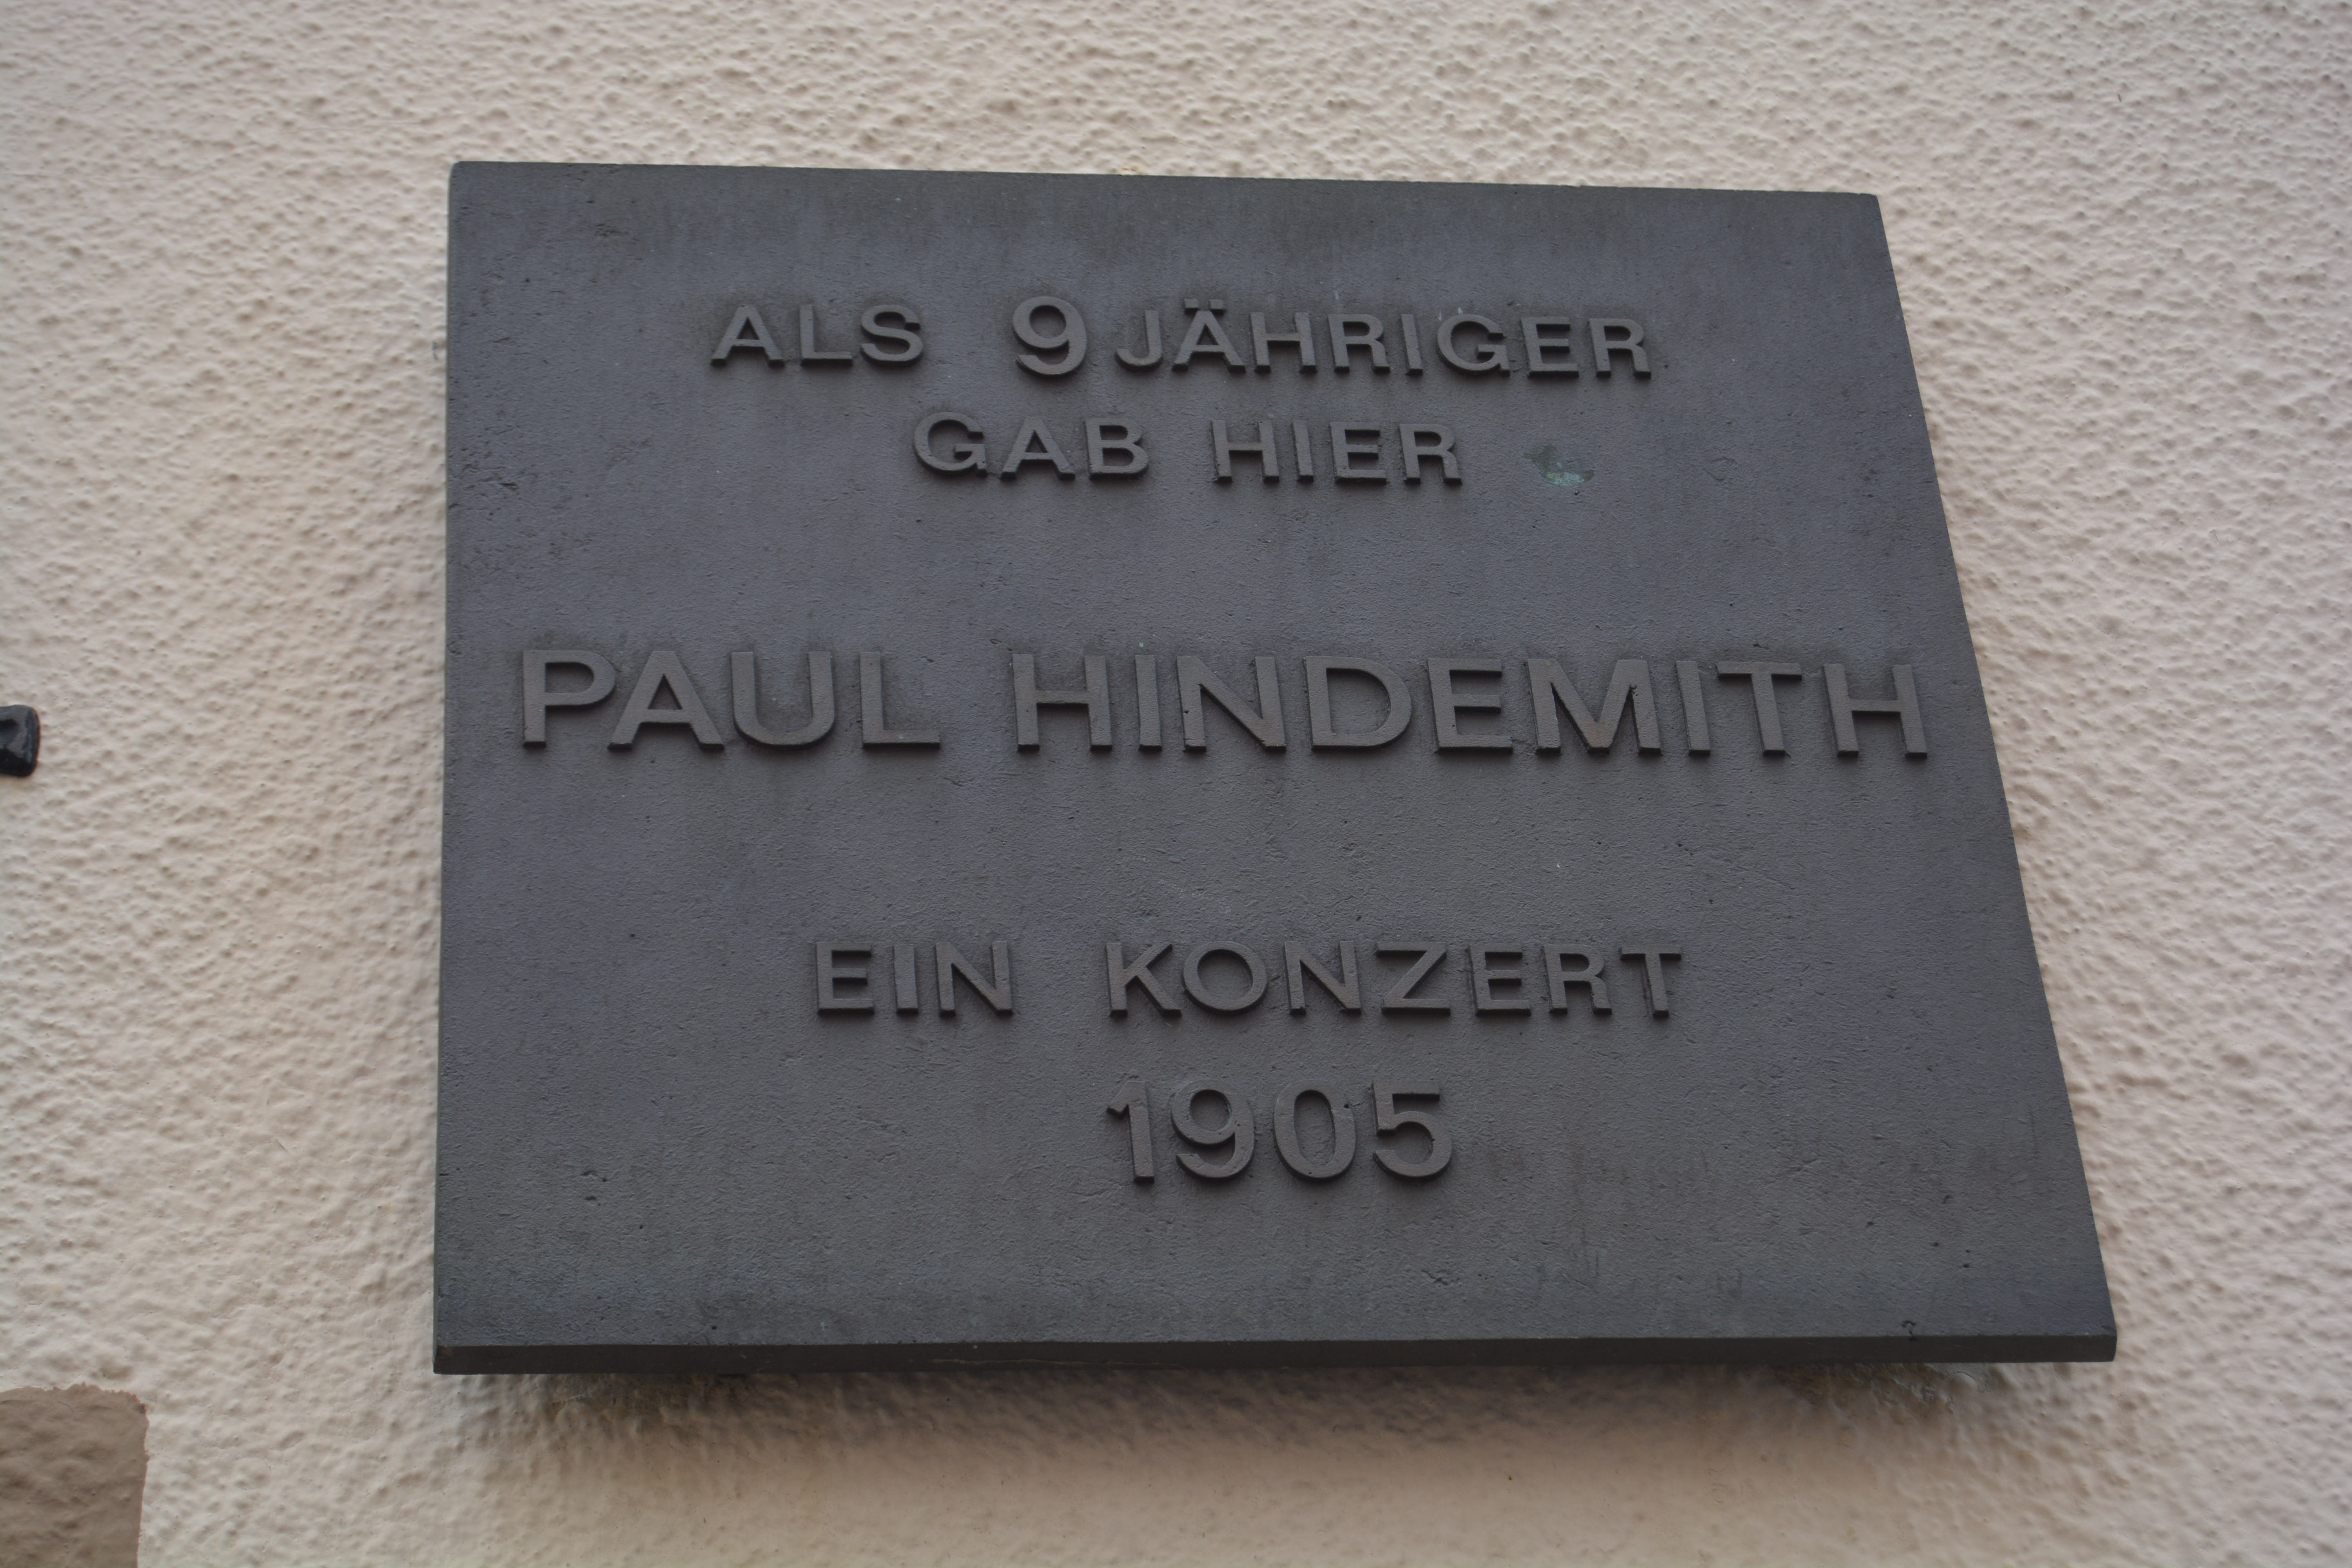 ALS 9 JÄHRIGER
GAB HIER
PAUL HINDEMITH
EIN KONZERT
1905